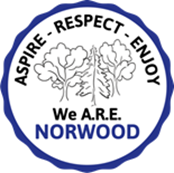 ASPIRE - RESPECT - ENJOY
We A.R.E.
NORWOOD